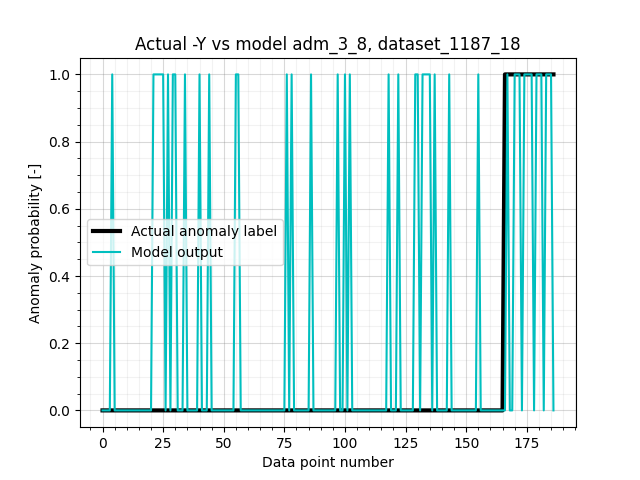 Actual -Y vs model adm_3_8, dataset_1187_18
1.0
0.8
0.6
0.4
0.2
0.0
Anomaly probability [-]
Actual anomaly label
Model output
0 25 50 75 100 125 150 175
Data point number